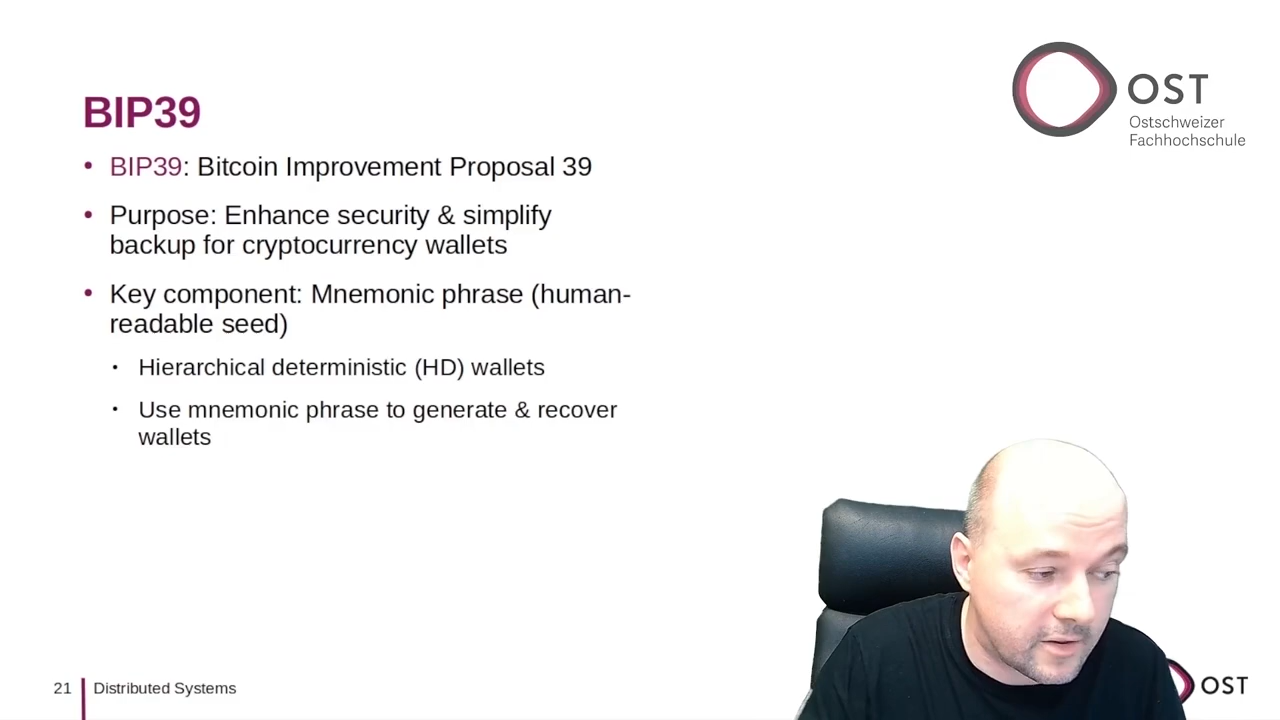 OST
Ostschweizer
Fachhochschule
BIP39
• BIP39: Bitcoin Improvement Proposal 39
• Purpose: Enhance security & simplify
backup for cryptocurrency wallets
• Key component: Mnemonic phrase (human-
readable seed)
• Hierarchical deterministic (HD) wallets
• Use mnemonic phrase to generate & recover
wallets
21 Distributed Systems
OST